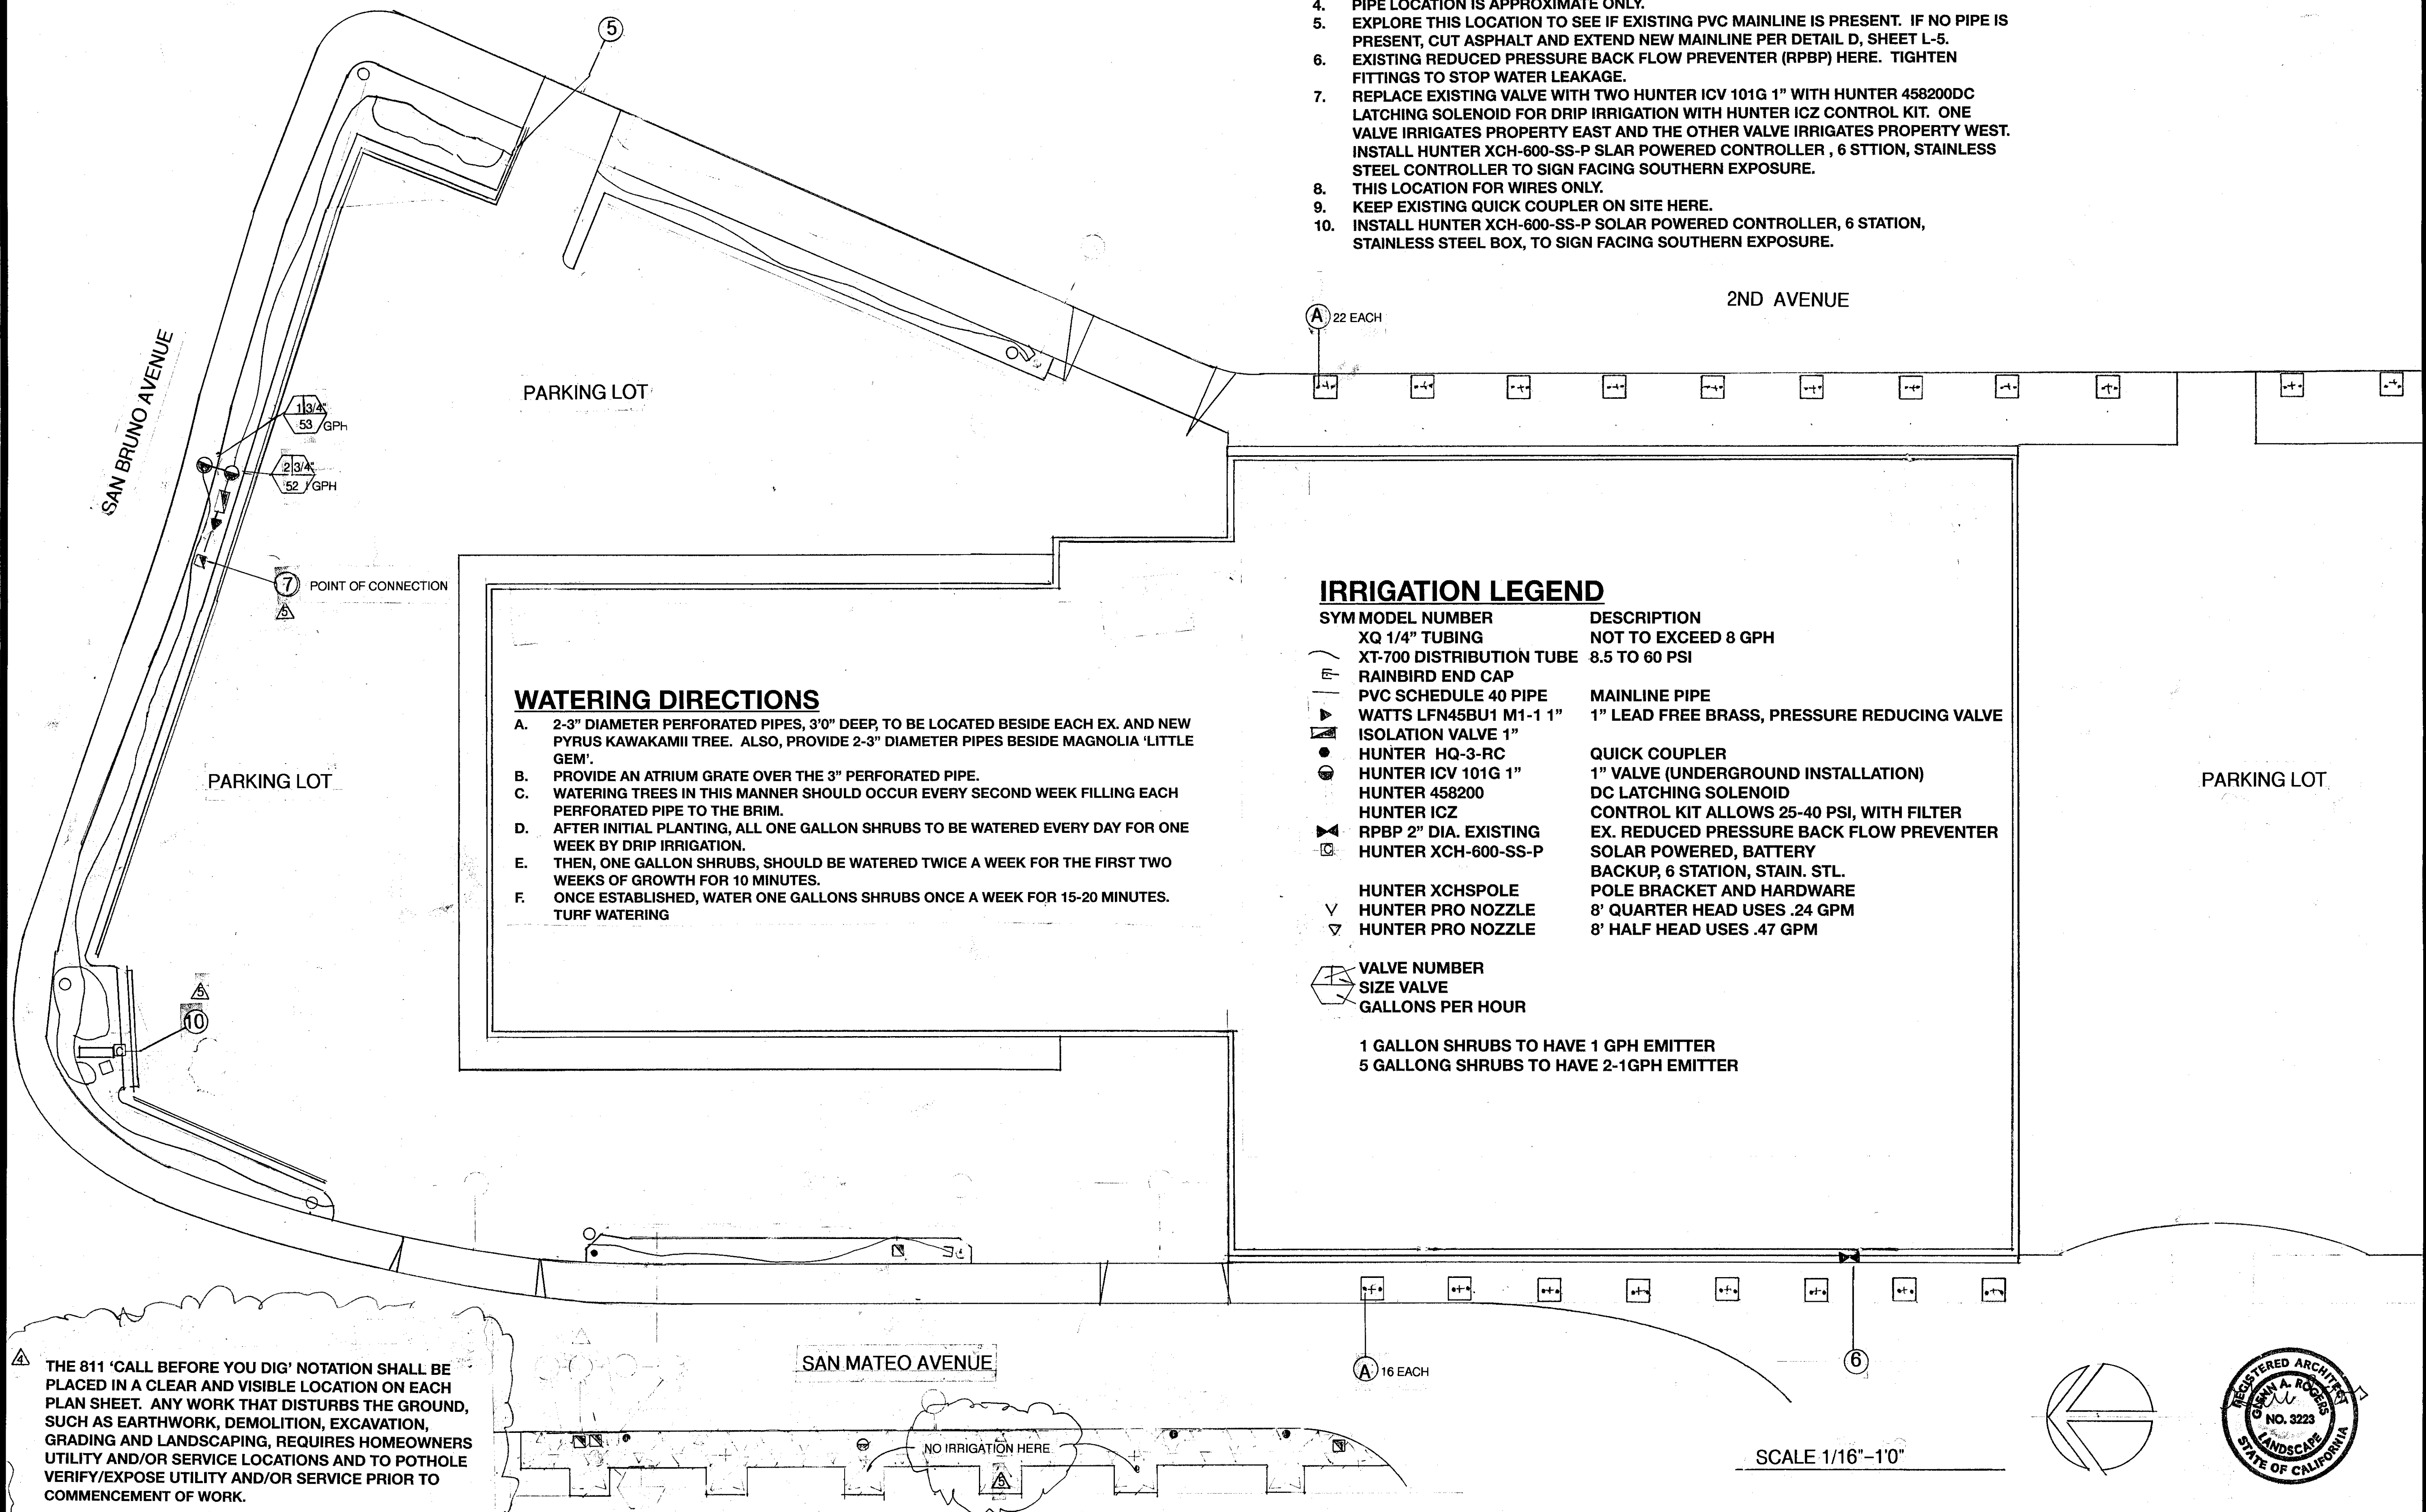 4. PIPE LOCATION IS APPROXIMATE ONLY.
5. EXPLORE THIS LOCATION TO SEE IF EXISTING PVC MAINLINE IS PRESENT. IF NO PIPE IS
PRESENT, CUT ASPHALT AND EXTEND NEW MAINLINE PER DETAIL D, SHEET L-5.
6. EXISTING REDUCED PRESSURE BACK FLOW PREVENTER (RPBP) HERE. TIGHTEN
FITTINGS TO STOP WATER LEAKAGE.
7. REPLACE EXISTING VALVE WITH TWO HUNTER ICV 101G 1" WITH HUNTER 458200DC
LATCHING SOLENOID FOR DRIP IRRIGATION WITH HUNTER ICZ CONTROL KIT. ONE
VALVE IRRIGATES PROPERTY EAST AND THE OTHER VALVE IRRIGATES PROPERTY WEST.
INSTALL HUNTER XCH-600-SS-P SLAR POWERED CONTROLLER , 6 STTION, STAINLESS
STEEL CONTROLLER TO SIGN FACING SOUTHERN EXPOSURE.
8. THIS LOCATION FOR WIRES ONLY.
9. KEEP EXISTING QUICK COUPLER ON SITE HERE.
10. INSTALL HUNTER XCH-600-SS-P SOLAR POWERED CONTROLLER, 6 STATION,
STAINLESS STEEL BOX, TO SIGN FACING SOUTHERN EXPOSURE.
5
2ND AVENUE
A 22 EACH
SAN BRUNO AVENUE
PARKING LOT
1 3/4"
53 GPh
2 3/4"
52 GPH
7 POINT OF CONNECTION
5
WATERING DIRECTIONS
A. 2-3" DIAMETER PERFORATED PIPES, 3'0" DEEP, TO BE LOCATED BESIDE EACH EX. AND NEW
PYRUS KAWAKAMII TREE. ALSO, PROVIDE 2-3" DIAMETER PIPES BESIDE MAGNOLIA 'LITTLE
GEM'.
B. PROVIDE AN ATRIUM GRATE OVER THE 3" PERFORATED PIPE.
C. WATERING TREES IN THIS MANNER SHOULD OCCUR EVERY SECOND WEEK FILLING EACH
PERFORATED PIPE TO THE BRIM.
D. AFTER INITIAL PLANTING, ALL ONE GALLON SHRUBS TO BE WATERED EVERY DAY FOR ONE
WEEK BY DRIP IRRIGATION.
E. THEN, ONE GALLON SHRUBS, SHOULD BE WATERED TWICE A WEEK FOR THE FIRST TWO
WEEKS OF GROWTH FOR 10 MINUTES.
F. ONCE ESTABLISHED, WATER ONE GALLONS SHRUBS ONCE A WEEK FOR 15-20 MINUTES.
TURF WATERING
IRRIGATION LEGEND
SYM MODEL NUMBER DESCRIPTION
XQ 1/4" TUBING NOT TO EXCEED 8 GPH
XT-700 DISTRIBUTION TUBE 8.5 TO 60 PSI
RAINBIRD END CAP
PVC SCHEDULE 40 PIPE MAINLINE PIPE
WATTS LFN45BU1 M1-1 1" 1" LEAD FREE BRASS, PRESSURE REDUCING VALVE
ISOLATION VALVE 1"
HUNTER HQ-3-RC QUICK COUPLER
HUNTER ICV 101G 1" 1" VALVE (UNDERGROUND INSTALLATION)
HUNTER 458200 DC LATCHING SOLENOID
HUNTER ICZ CONTROL KIT ALLOWS 25-40 PSI, WITH FILTER
RPBP 2" DIA. EXISTING EX. REDUCED PRESSURE BACK FLOW PREVENTER
C HUNTER XCH-600-SS-P SOLAR POWERED, BATTERY
BACKUP, 6 STATION, STAIN. STL.
HUNTER XCHSPOLE POLE BRACKET AND HARDWARE
HUNTER PRO NOZZLE 8' QUARTER HEAD USES .24 GPM
HUNTER PRO NOZZLE 8' HALF HEAD USES .47 GPM
VALVE NUMBER
SIZE VALVE
GALLONS PER HOUR
1 GALLON SHRUBS TO HAVE 1 GPH EMITTER
5 GALLONG SHRUBS TO HAVE 2-1GPH EMITTER
PARKING LOT
PARKING LOT
5
10
C
SAN MATEO AVENUE
A 16 EACH
6
4
THE 811 'CALL BEFORE YOU DIG' NOTATION SHALL BE
PLACED IN A CLEAR AND VISIBLE LOCATION ON EACH
PLAN SHEET. ANY WORK THAT DISTURBS THE GROUND,
SUCH AS EARTHWORK, DEMOLITION, EXCAVATION,
GRADING AND LANDSCAPING, REQUIRES HOMEOWNERS
UTILITY AND/OR SERVICE LOCATIONS AND TO POTHOLE
VERIFY/EXPOSE UTILITY AND/OR SERVICE PRIOR TO
COMMENCEMENT OF WORK.
NO IRRIGATION HERE
5
SCALE 1/16"–1'0"
REGISTERED ARCHITECT
GLENN A. ROGERS
NO. 3223
LANDSCAPE
STATE OF CALIFORNIA